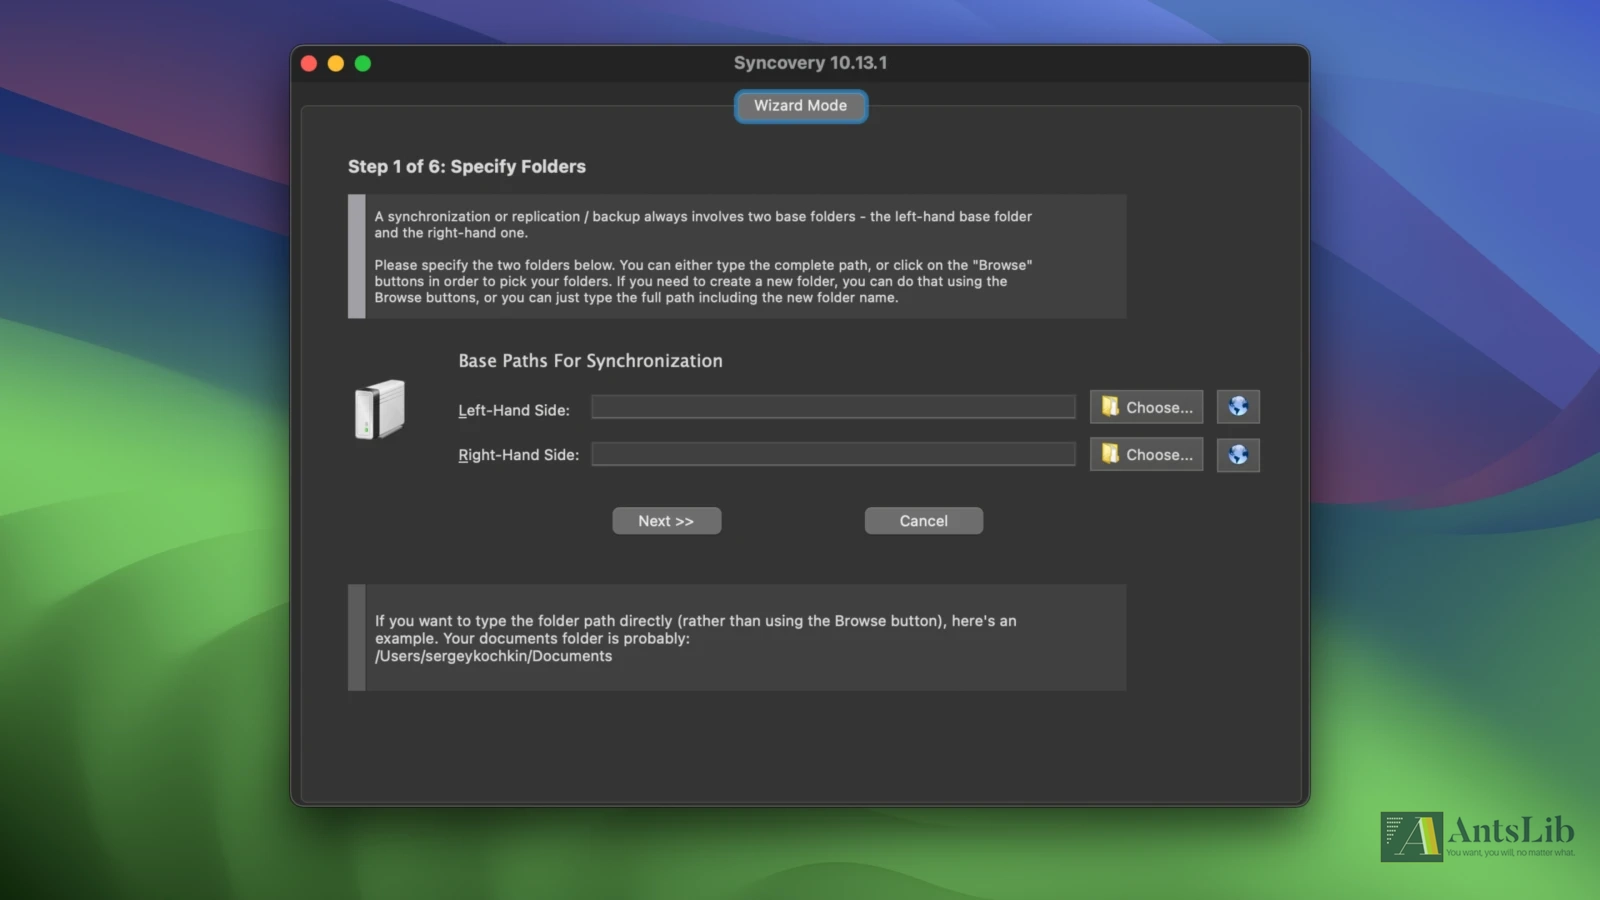 Syncovery 10.13.1
Wizard Mode
Step 1 of 6: Specify Folders
A synchronization or replication / backup always involves two base folders - the left-hand base folder
and the right-hand one.
Please specify the two folders below. You can either type the complete path, or click on the "Browse"
buttons in order to pick your folders. If you need to create a new folder, you can do that using the
Browse buttons, or you can just type the full path including the new folder name.
Base Paths For Synchronization
Left-Hand Side:
Choose...
Right-Hand Side:
Choose...
Next >>
Cancel
If you want to type the folder path directly (rather than using the Browse button), here's an
example. Your documents folder is probably:
/Users/sergeykochkin/Documents
A
AntsLib
You want, you will, no matter what.